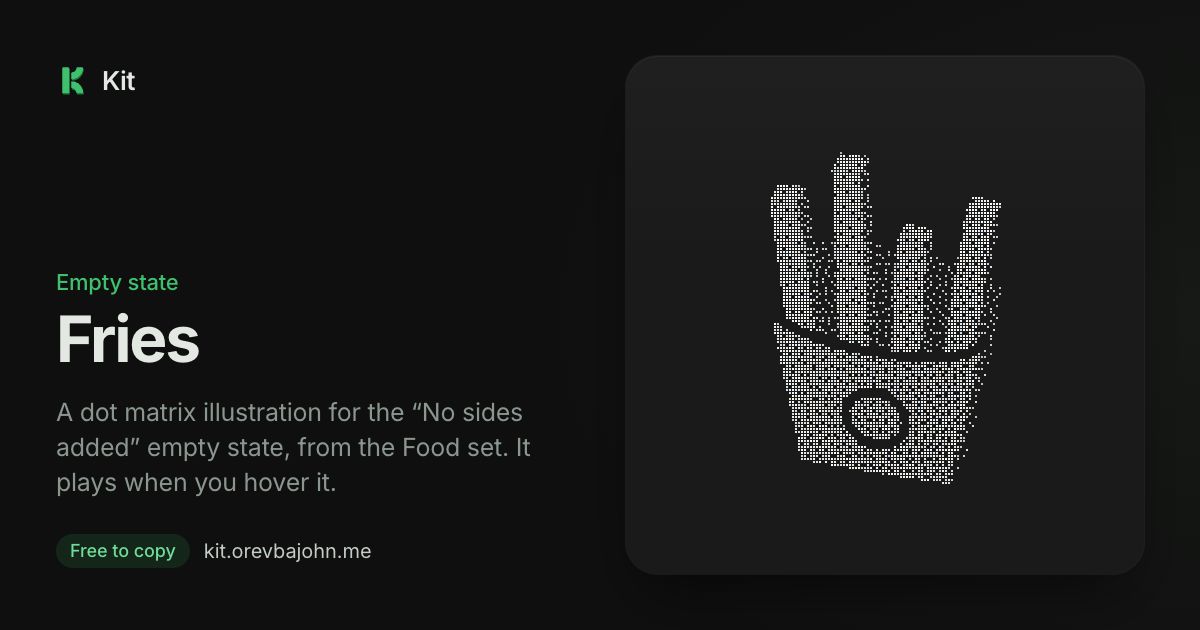 Kit
Empty state
Fries
A dot matrix illustration for the “No sides
added” empty state, from the Food set. It
plays when you hover it.
Free to copy
kit.orevbajohn.me